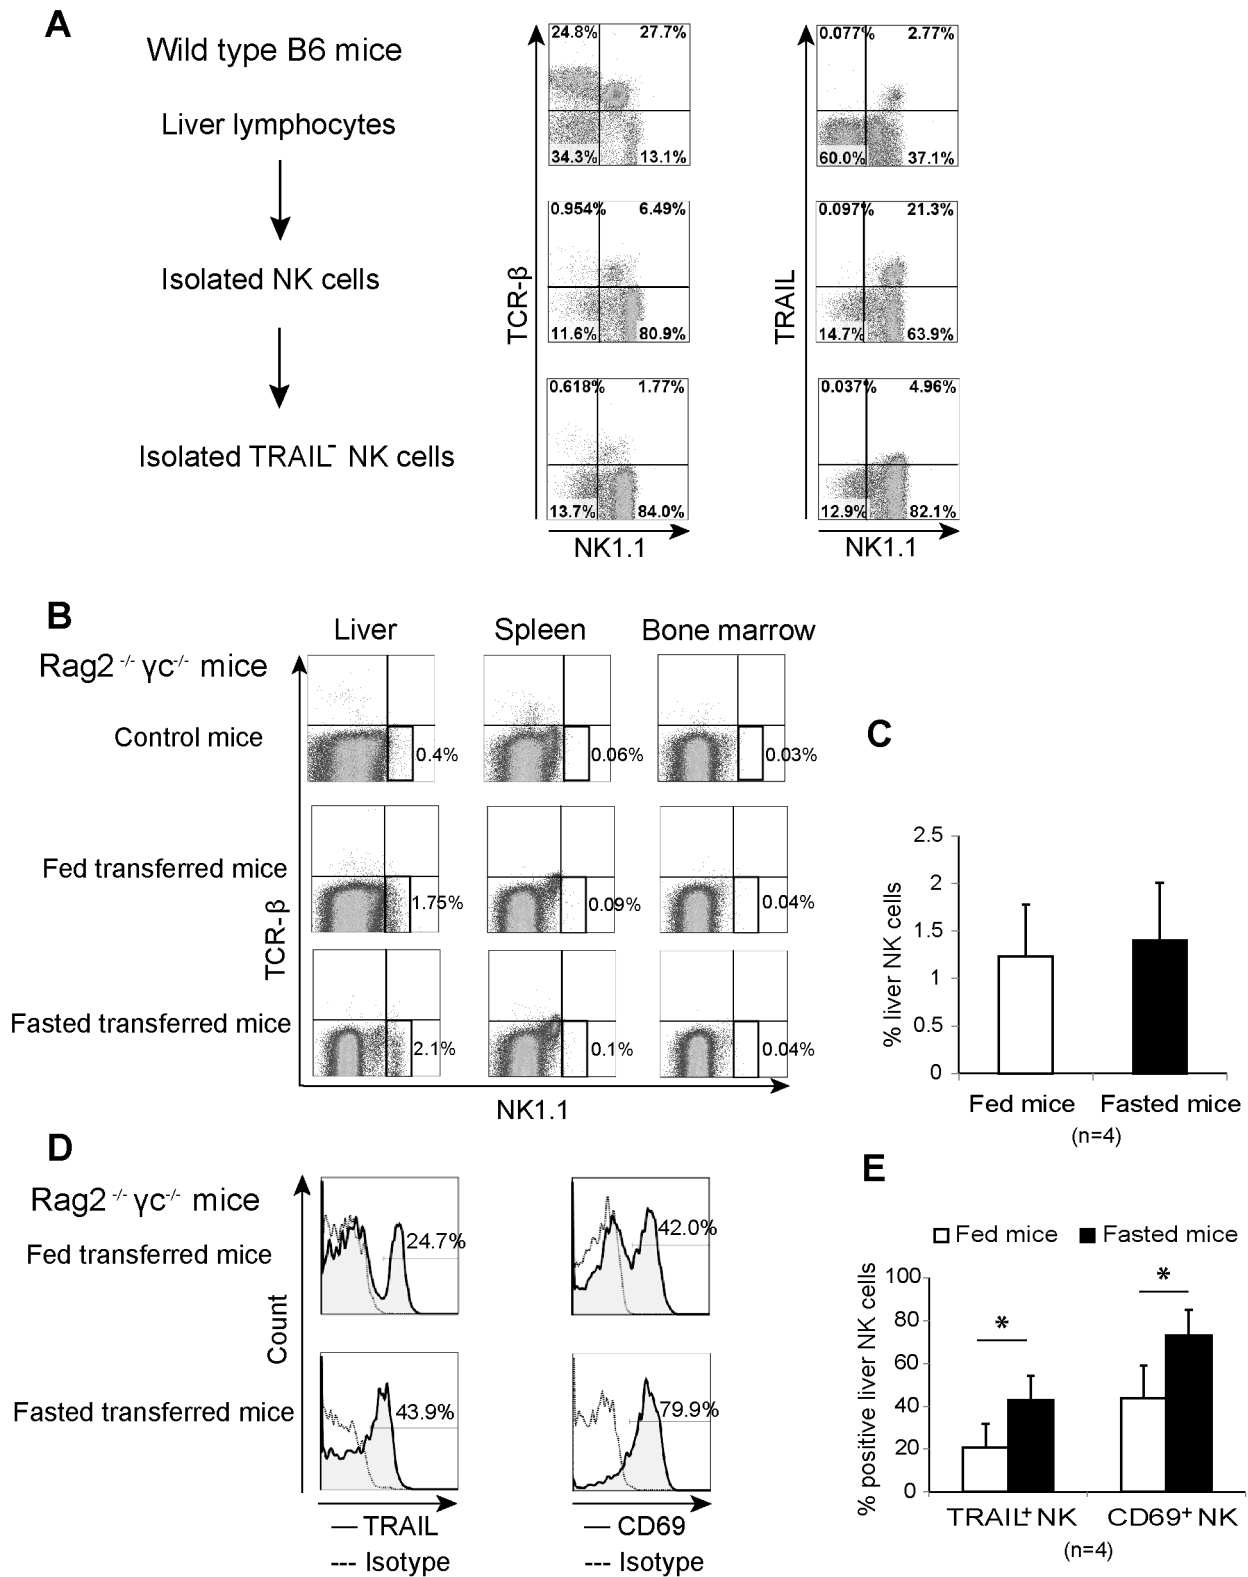 A
Wild type B6 mice
Liver lymphocytes
Isolated NK cells
Isolated TRAIL⁻ NK cells
24.8% 27.7%
34.3% 13.1%
0.954% 6.49%
11.6% 80.9%
0.618% 1.77%
13.7% 84.0%
TCR-β
NK1.1
0.077% 2.77%
60.0% 37.1%
0.097% 21.3%
14.7% 63.9%
0.037% 4.96%
12.9% 82.1%
TRAIL
NK1.1
B
Liver Spleen Bone marrow
Rag2 -/- γc-/- mice
Control mice
0.4% 0.06% 0.03%
Fed transferred mice
1.75% 0.09% 0.04%
Fasted transferred mice
2.1% 0.1% 0.04%
TCR-β
NK1.1
C
% liver NK cells
2.5
2
1.5
1
0.5
0
Fed mice Fasted mice
(n=4)
D
Rag2 -/- γc-/- mice
Fed transferred mice
24.7% 42.0%
Fasted transferred mice
43.9% 79.9%
Count
— TRAIL — CD69
--- Isotype --- Isotype
E
Fed mice Fasted mice
% positive liver NK cells
100
80
60
40
20
0
* *
TRAIL+ NK CD69+ NK
(n=4)